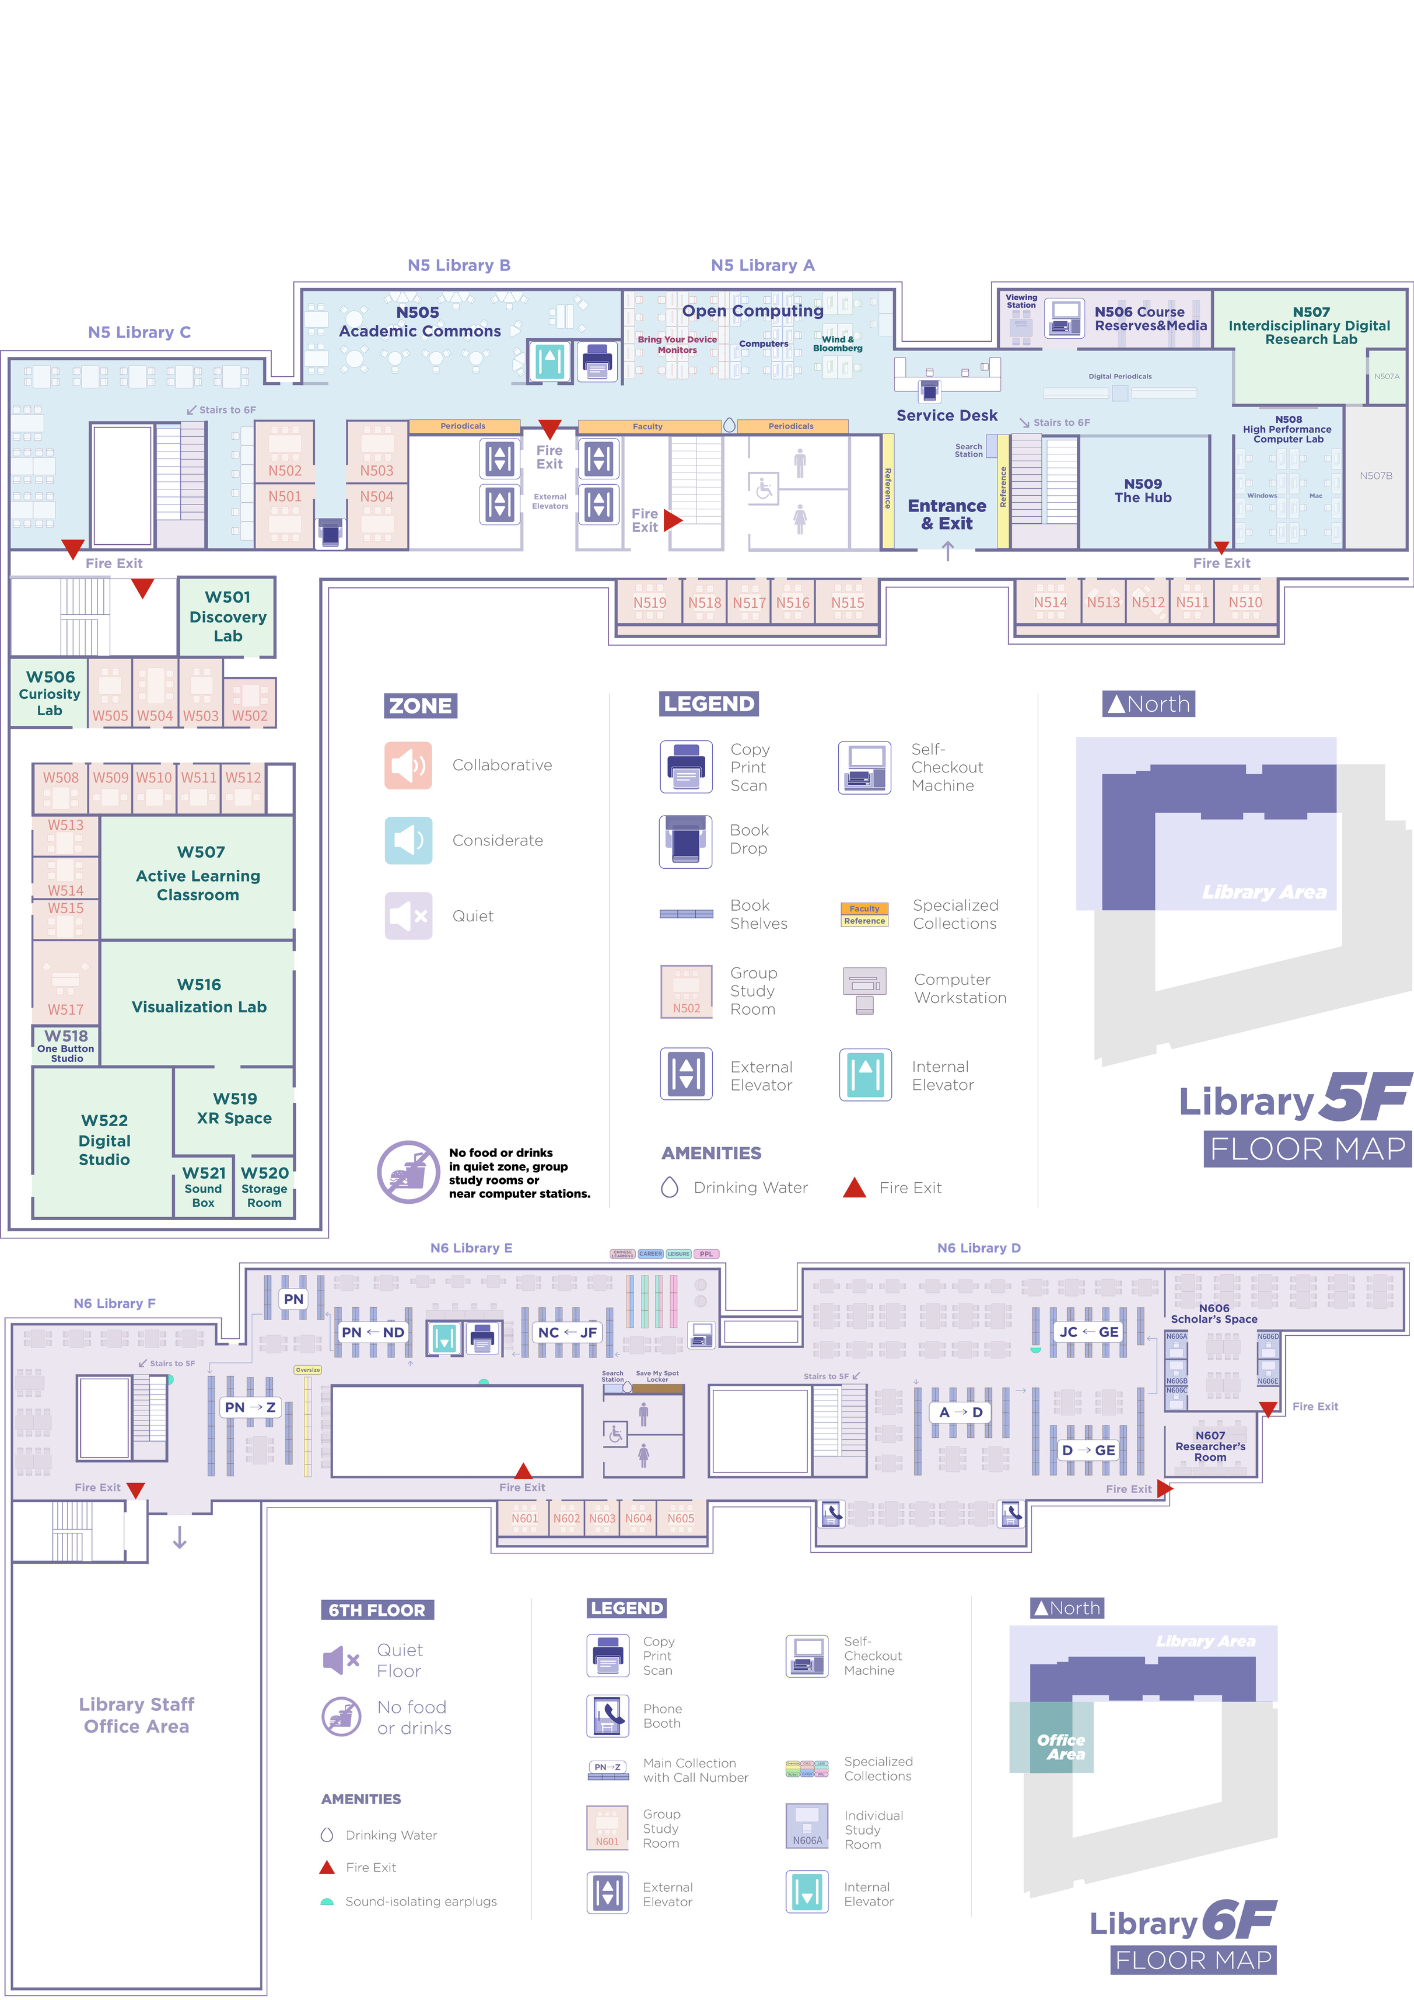 N5 Library B
N5 Library A
N5 Library C
N505
Academic Commons
Open Computing
Bring Your Device
Monitors
Computers
Wind &
Bloomberg
Viewing
Station
N506 Course
Reserves&Media
N507
Interdisciplinary Digital
Research Lab
N507A
Digital Periodicals
Service Desk
Stairs to 6F
Stairs to 6F
Periodicals
Faculty
Periodicals
N502
N503
N501
N504
Fire
Exit
External
Elevators
Fire
Exit
Reference
Search
Station
Reference
Entrance
& Exit
N509
The Hub
N508
High Performance
Computer Lab
Windows
Mac
N507B
Fire Exit
Fire Exit
W501
Discovery
Lab
N519
N518
N517
N516
N515
N514
N513
N512
N511
N510
W506
Curiosity
Lab
W505
W504
W503
W502
W508
W509
W510
W511
W512
W513
W514
W515
W517
W507
Active Learning
Classroom
W516
Visualization Lab
W518
One Button
Studio
W522
Digital
Studio
W519
XR Space
W521
Sound
Box
W520
Storage
Room
ZONE
Collaborative
Considerate
Quiet
No food or drinks
in quiet zone, group
study rooms or
near computer stations.
LEGEND
Copy
Print
Scan
Self-
Checkout
Machine
Book
Drop
Book
Shelves
Faculty
Reference
Specialized
Collections
N502
Group
Study
Room
Computer
Workstation
External
Elevator
Internal
Elevator
AMENITIES
Drinking Water
Fire Exit
North
Library Area
Library 5F
FLOOR MAP
N6 Library E
CAREER
LEISURE
PPL
N6 Library D
N6 Library F
PN
PN ← ND
NC ← JF
JC ← GE
N606
Scholar's Space
N606A
N606B
N606C
N606D
N606E
Stairs to 5F
Oversize
Search
Station
Save My Spot
Locker
Stairs to 5F
PN → Z
A → D
D → GE
Fire Exit
N607
Researcher's
Room
Fire Exit
Fire Exit
Fire Exit
N601
N602
N603
N604
N605
Library Staff
Office Area
6TH FLOOR
Quiet
Floor
No food
or drinks
AMENITIES
Drinking Water
Fire Exit
Sound-isolating earplugs
LEGEND
Copy
Print
Scan
Self-
Checkout
Machine
Phone
Booth
PN→Z
Main Collection
with Call Number
Specialized
Collections
N601
Group
Study
Room
N606A
Individual
Study
Room
External
Elevator
Internal
Elevator
North
Library Area
Office
Area
Library 6F
FLOOR MAP